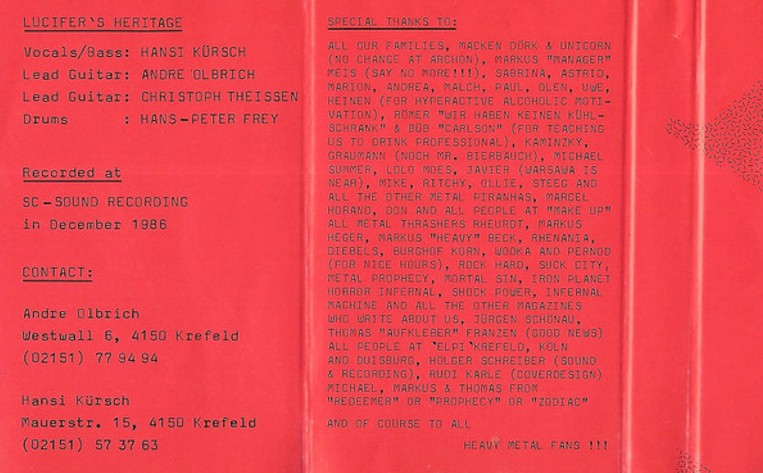 LUCIFER'S HERITAGE
Vocals/Bass: HANSI KÜRSCH
Lead Guitar: ANDRE OLBRICH
Lead Guitar: CHRISTOPH THEISSEN
Drums : HANS-PETER FREY
Recorded at
SC-SOUND RECORDING
in December 1986
CONTACT:
Andre Olbrich
Westwall 6, 4150 Krefeld
(02151) 77 94 94
Hansi Kürsch
Mauerstr. 15, 4150 Krefeld
(02151) 57 37 63
SPECIAL THANKS TO:
ALL OUR FAMILIES, MACKEN DÖRK & UNICORN
(NO CHANCE AT ARCHON), MARKUS "MANAGER"
MEIS (SAY NO MORE!!!), SABRINA, ASTRID,
MARION, ANDREA, MALCH, PAUL, OLEN, UWE,
HEINEN (FOR HYPERACTIVE ALCOHOLIC MOTI-
VATION), RÖMER "WIR HABEN KEINEN KÜHL-
SCHRANK" & BÜB "CARLSON" (FOR TEACHING
US TO DRINK PROFESSIONAL), KAMINZKY,
GRAUMANN (NOCH MR. BIERBAUCH), MICHAEL
SUMMER, LOLO MOES, JAVIER (WARSAWA IS
NEAR), MIKE, RITCHY, OLLIE, STEEG AND
ALL THE OTHER METAL PIRANHAS, MARCEL
HORAND, DON AND ALL PEOPLE AT "MAKE UP"
ALL METAL THRASHERS RHEURDT, MARKUS
HEGER, MARKUS "HEAVY" BECK, RHENANIA,
DIEBELS, BURGHOF KORN, WODKA AND PERNOD
(FOR NICE HOURS), ROCK HARD, SUCK CITY,
METAL PROPHECY, MORTAL SIN, IRON PLANET
HORROR INFERNAL, SHOCK POWER, INFERNAL
MACHINE AND ALL THE OTHER MAGAZINES
WHO WRITE ABOUT US, JÜRGEN SCHÖNAU,
THOMAS "AUFKLEBER" FRANZEN (GOOD NEWS)
ALL PEOPLE AT 'ELPI'KREFELD, KÖLN
AND DUISBURG, HOLGER SCHREIBER (SOUND
& RECORDING), RUDI KARLE (COVERDESIGN)
MICHAEL, MARKUS & THOMAS FROM
"REDEEMER" OR "PROPHECY" OR "ZODIAC"
AND OF COURSE TO ALL
HEAVY METAL FANS !!!